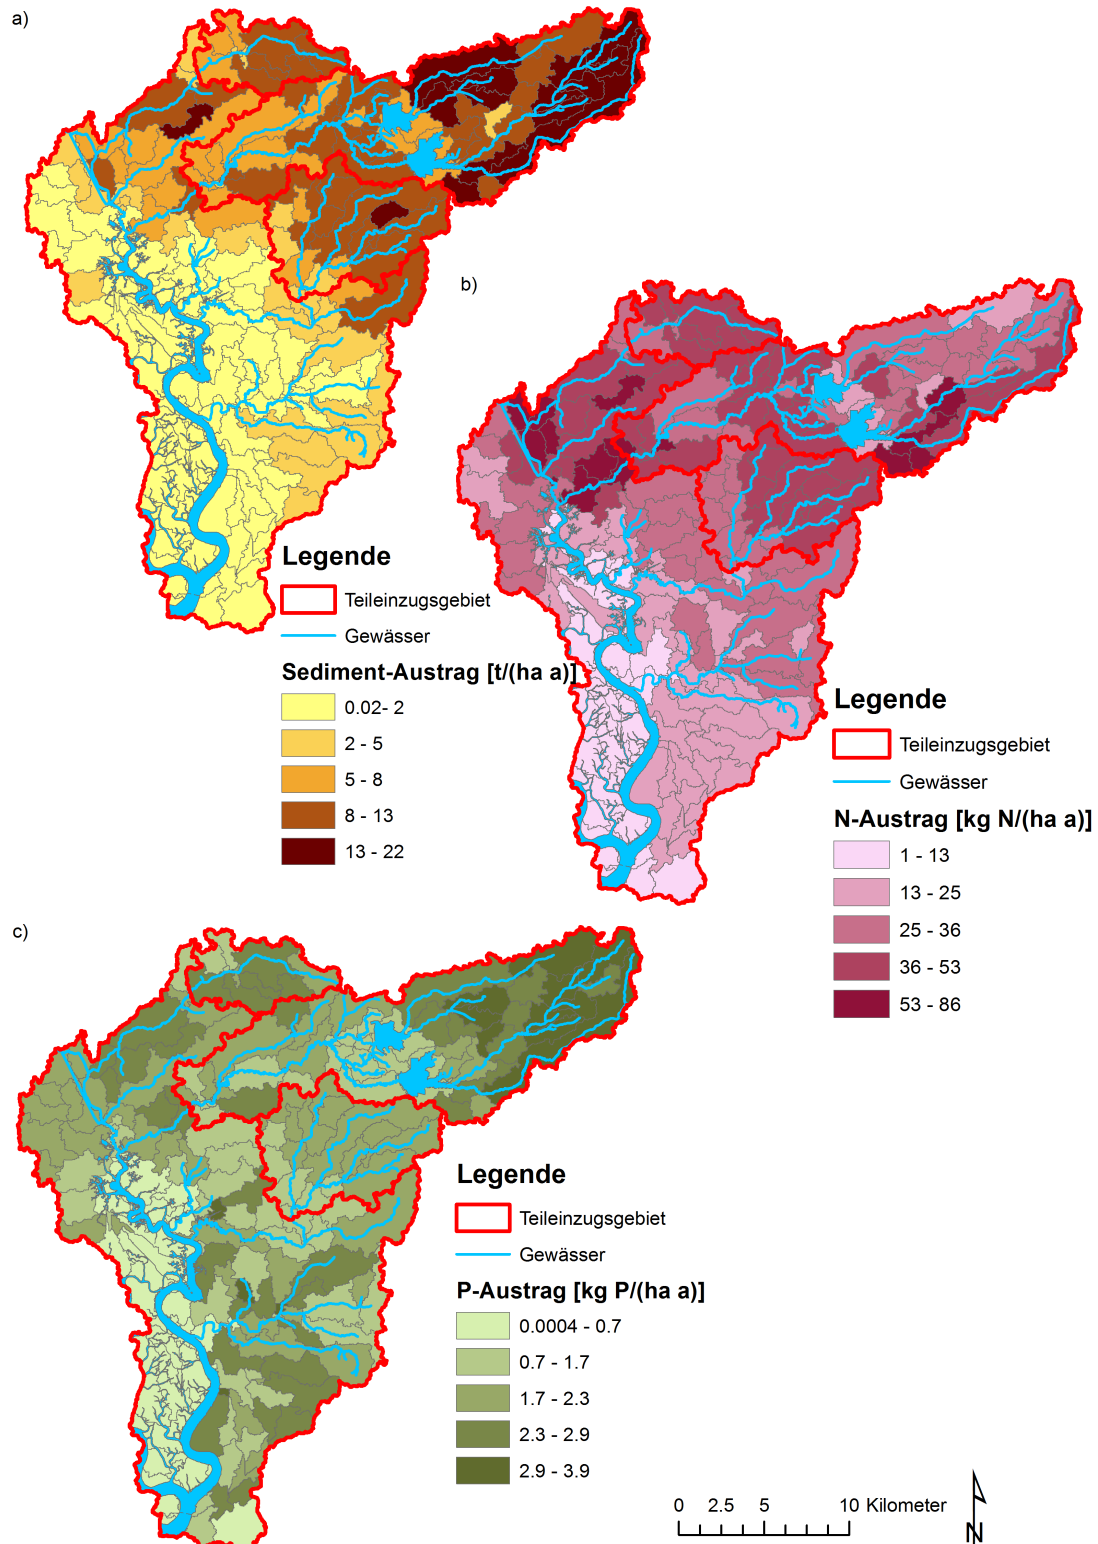 a)
Legende
Teileinzugsgebiet
Gewässer
Sediment-Austrag [t/(ha a)]
0.02- 2
2 - 5
5 - 8
8 - 13
13 - 22
b)
Legende
Teileinzugsgebiet
Gewässer
N-Austrag [kg N/(ha a)]
1 - 13
13 - 25
25 - 36
36 - 53
53 - 86
c)
Legende
Teileinzugsgebiet
Gewässer
P-Austrag [kg P/(ha a)]
0.0004 - 0.7
0.7 - 1.7
1.7 - 2.3
2.3 - 2.9
2.9 - 3.9
0 2.5 5 10 Kilometer
N